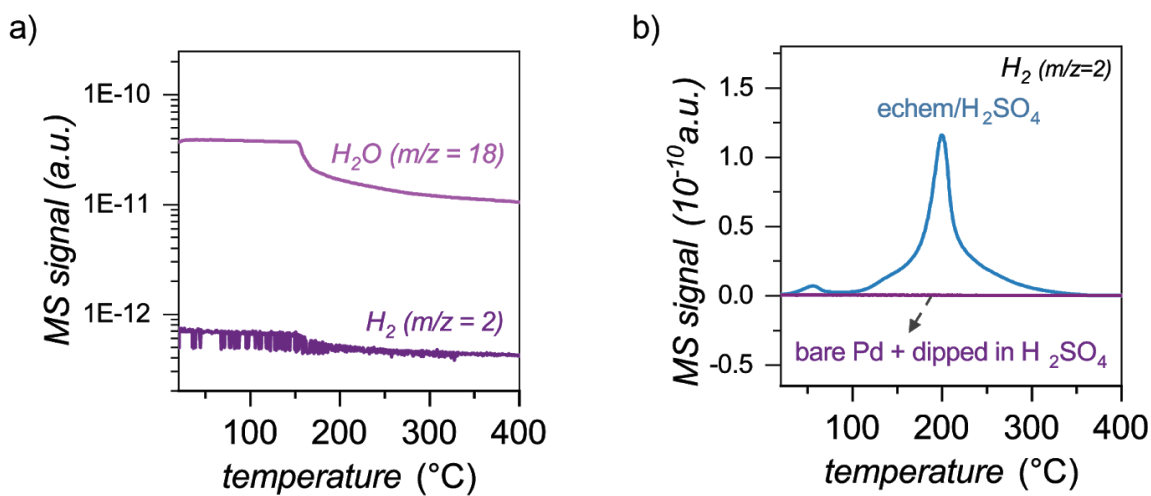 a)
MS signal (a.u.)
1E-10
1E-11
1E-12
H₂O (m/z = 18)
H₂ (m/z = 2)
100 200 300 400
temperature (°C)
b)
MS signal (10⁻¹⁰a.u.)
1.5
1.0
0.5
0.0
-0.5
H₂ (m/z=2)
echem/H₂SO₄
bare Pd + dipped in H ₂SO₄
100 200 300 400
temperature (°C)